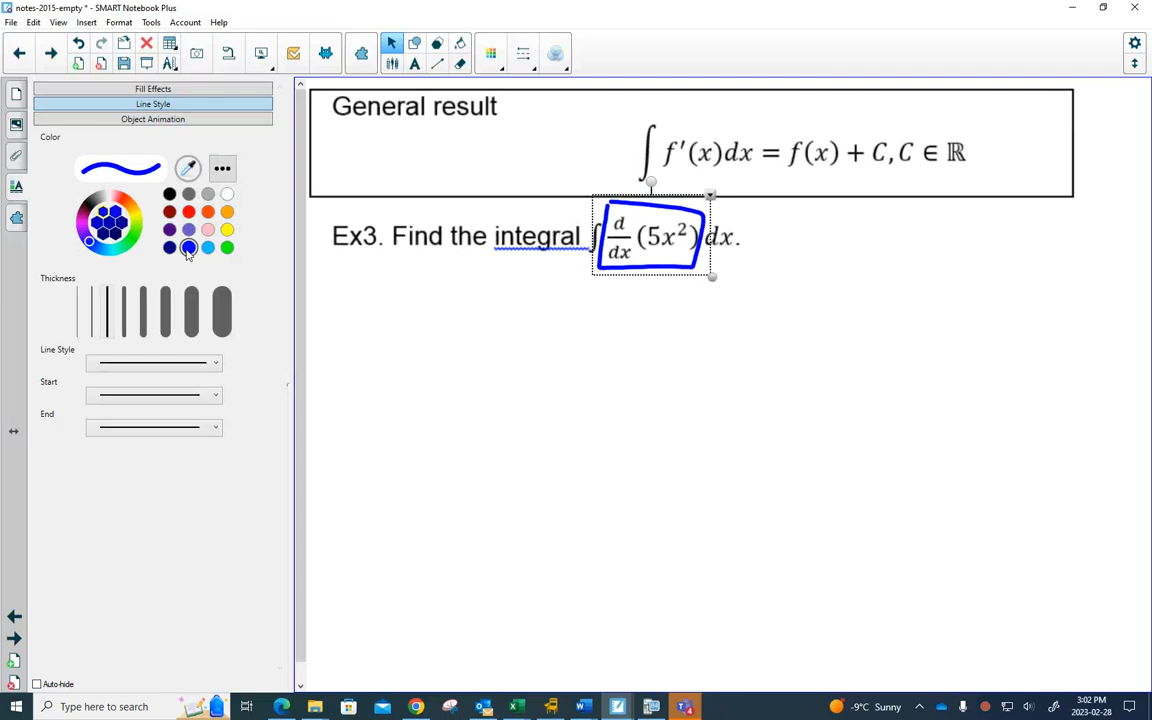 notes-2015-empty * - SMART Notebook Plus
File Edit View Insert Format Tools Account Help
Fill Effects
Line Style
Object Animation
Color
Thickness
Line Style
Start
End
Auto-hide
General result
∫ f′(x)dx = f(x) + C, C ∈ ℝ
Ex3. Find the integral ∫ d/dx (5x²) dx.
Type here to search
-9°C Sunny
3:02 PM
2023-02-28